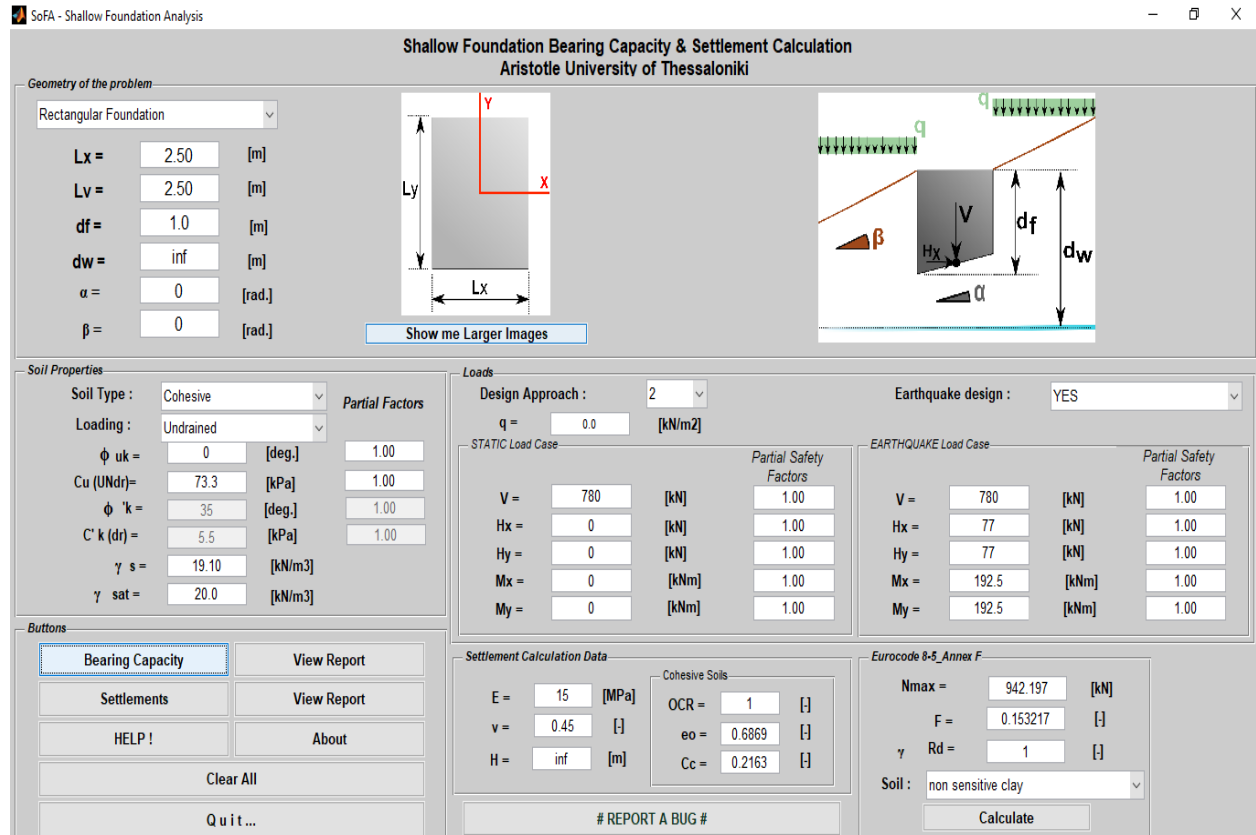 SoFA - Shallow Foundation Analysis
Shallow Foundation Bearing Capacity & Settlement Calculation
Aristotle University of Thessaloniki
Geometry of the problem
Rectangular Foundation
Lx = 2.50 [m]
Lv = 2.50 [m]
df = 1.0 [m]
dw = inf [m]
α = 0 [rad.]
β = 0 [rad.]
Y
X
Ly
Lx
Show me Larger Images
q
q
V
Hx
df
dw
β
α
Soil Properties
Soil Type : Cohesive
Partial Factors
Loading : Undrained
ϕ uk = 0 [deg.] 1.00
Cu (UNdr)= 73.3 [kPa] 1.00
ϕ 'k = 35 [deg.] 1.00
C' k (dr) = 5.5 [kPa] 1.00
γ s = 19.10 [kN/m3]
γ sat = 20.0 [kN/m3]
Loads
Design Approach : 2
Earthquake design : YES
q = 0.0 [kN/m2]
STATIC Load Case
Partial Safety
Factors
V = 780 [kN] 1.00
Hx = 0 [kN] 1.00
Hy = 0 [kN] 1.00
Mx = 0 [kNm] 1.00
My = 0 [kNm] 1.00
EARTHQUAKE Load Case
Partial Safety
Factors
V = 780 [kN] 1.00
Hx = 77 [kN] 1.00
Hy = 77 [kN] 1.00
Mx = 192.5 [kNm] 1.00
My = 192.5 [kNm] 1.00
Buttons
Bearing Capacity View Report
Settlements View Report
HELP ! About
Clear All
Q u i t ...
Settlement Calculation Data
E = 15 [MPa]
v = 0.45 [-]
H = inf [m]
Cohesive Soils
OCR = 1 [-]
eo = 0.6869 [-]
Cc = 0.2163 [-]
# REPORT A BUG #
Eurocode 8-5_Annex F
Nmax = 942.197 [kN]
F = 0.153217 [-]
γ Rd = 1 [-]
Soil : non sensitive clay
Calculate